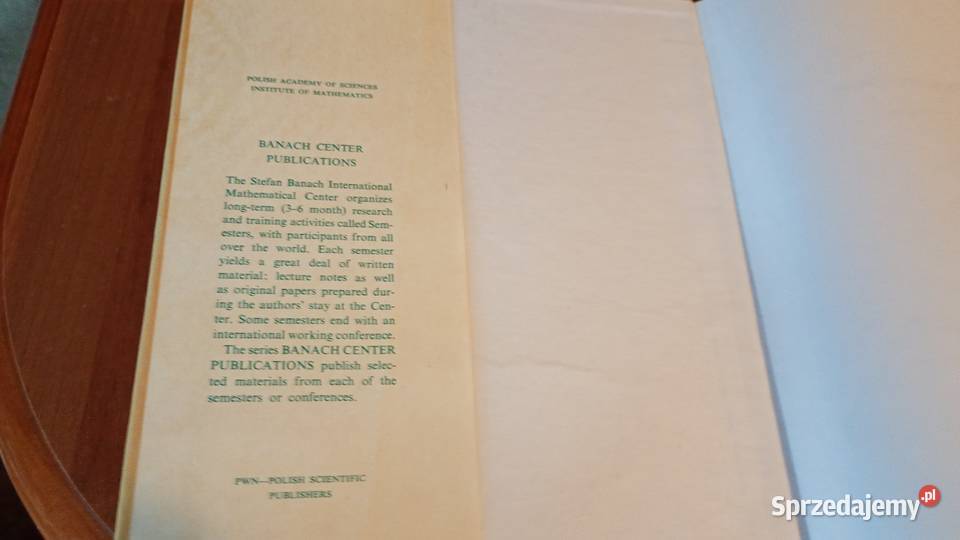 POLISH ACADEMY OF SCIENCES
INSTITUTE OF MATHEMATICS
BANACH CENTER
PUBLICATIONS
The Stefan Banach International
Mathematical Center organizes
long-term (3-6 month) research
and training activities called Sem-
esters, with participants from all
over the world. Each semester
yields a great deal of written
material: lecture notes as well
as original papers prepared dur-
ing the authors' stay at the Cen-
ter. Some semesters end with an
international working conference.
The series BANACH CENTER
PUBLICATIONS publish selec-
ted materials from each of the
semesters or conferences.
PWN—POLISH SCIENTIFIC
PUBLISHERS
Sprzedajemy.pl